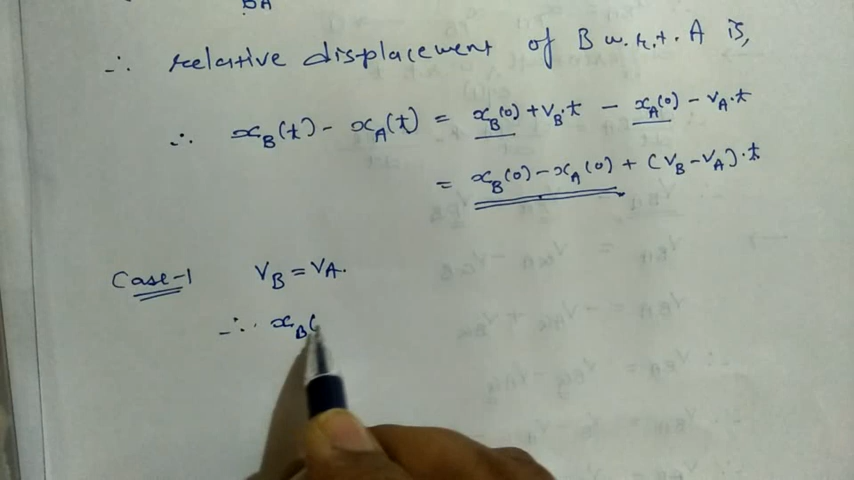 BA
∴ relative displacement of B w.r.t. A is,
∴ x_B(t) - x_A(t) = x_B(0) + V_B·t - x_A(0) - V_A·t
= x_B(0) - x_A(0) + (V_B - V_A)·t
Case-1 V_B = V_A.
∴ x_B(